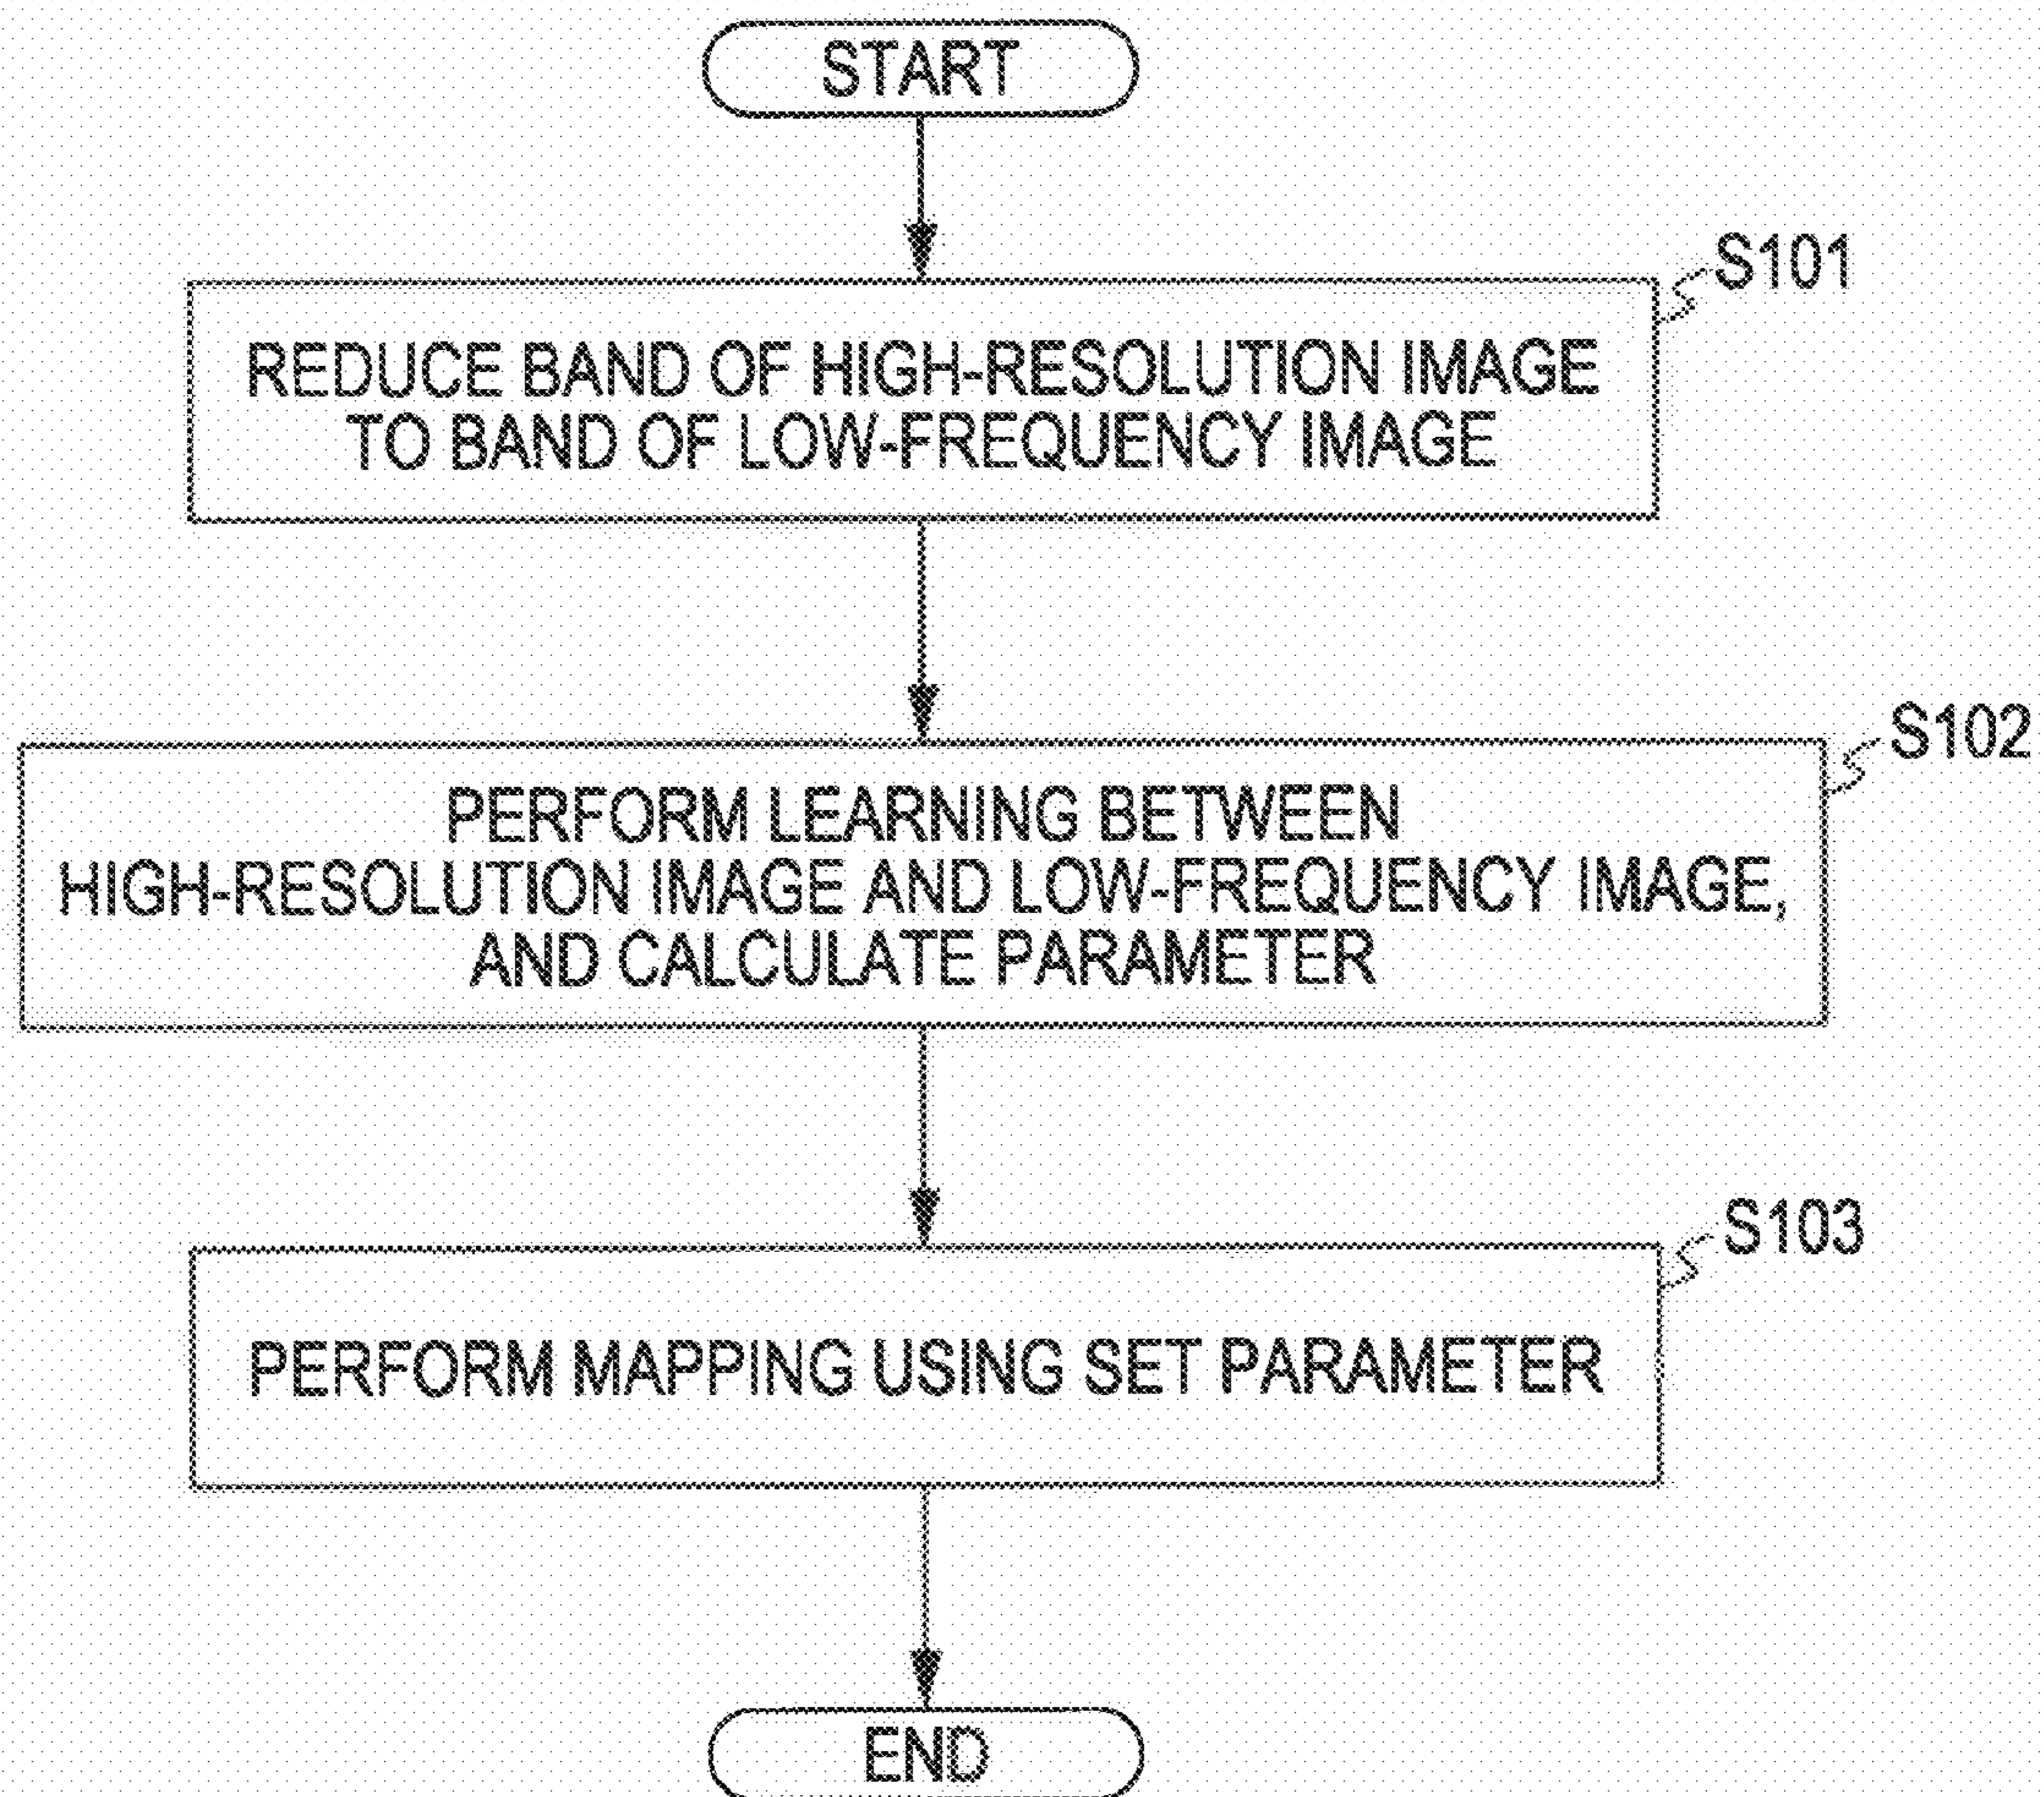 START
S101
REDUCE BAND OF HIGH-RESOLUTION IMAGE
TO BAND OF LOW-FREQUENCY IMAGE
S102
PERFORM LEARNING BETWEEN
HIGH-RESOLUTION IMAGE AND LOW-FREQUENCY IMAGE,
AND CALCULATE PARAMETER
S103
PERFORM MAPPING USING SET PARAMETER
END